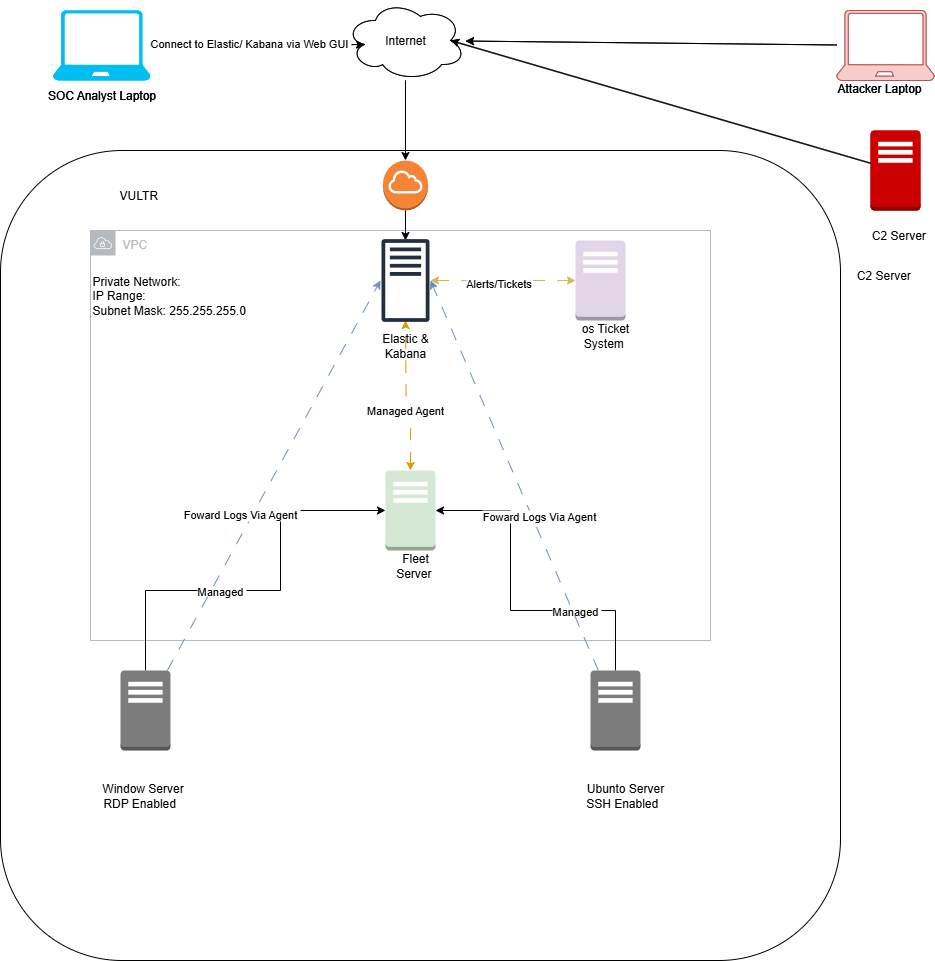 Connect to Elastic/ Kabana via Web GUI
Internet
SOC Analyst Laptop
Attacker Laptop
VULTR
C2 Server
C2 Server
VPC
Private Network:
IP Range:
Subnet Mask: 255.255.255.0
Alerts/Tickets
os Ticket
System
Elastic &
Kabana
Managed Agent
Foward Logs Via Agent
Foward Logs Via Agent
Fleet
Server
Managed
Managed
Window Server
RDP Enabled
Ubunto Server
SSH Enabled